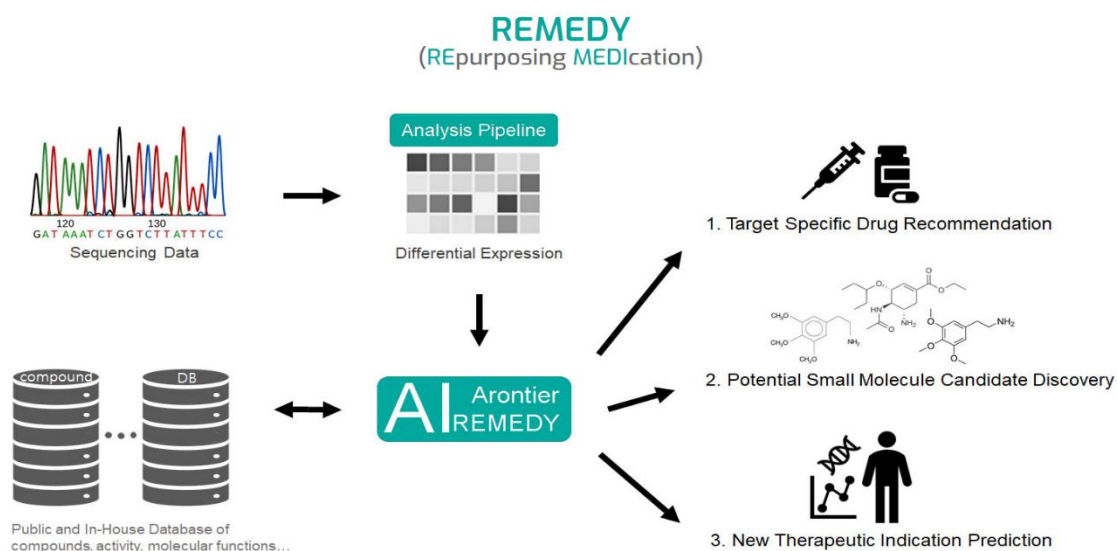 REMEDY
(REpurposing MEDIcation)
Analysis Pipeline
120 130
GATAAATCTGGTCTTATTTCC
Sequencing Data
Differential Expression
1. Target Specific Drug Recommendation
O
O
O
HN
NH₂
O
CH₃O
CH₃O
OCH₃
NH₂
O
O
O
NH₂
2. Potential Small Molecule Candidate Discovery
compound
DB
AI Arontier
REMEDY
Public and In-House Database of
compounds, activity, molecular functions...
3. New Therapeutic Indication Prediction